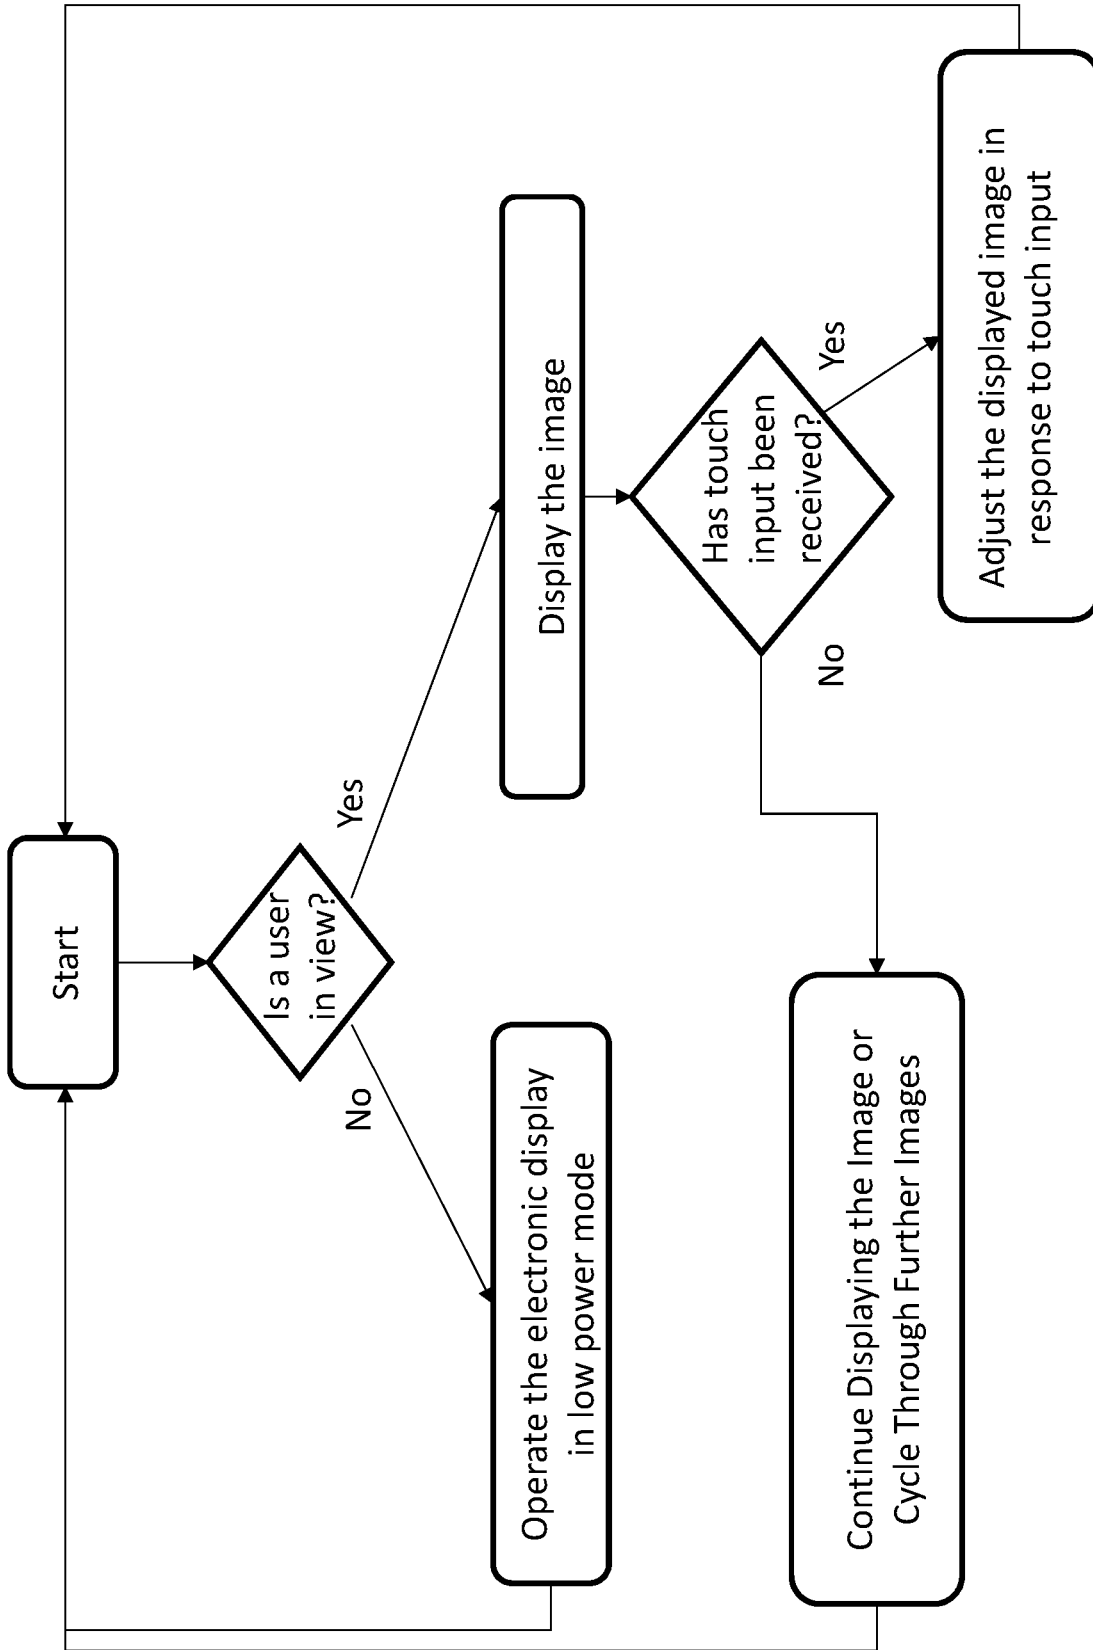 Start
Is a user
in view?
No
Yes
Operate the electronic display
in low power mode
Display the image
Has touch
input been
received?
No
Yes
Continue Displaying the Image or
Cycle Through Further Images
Adjust the displayed image in
response to touch input